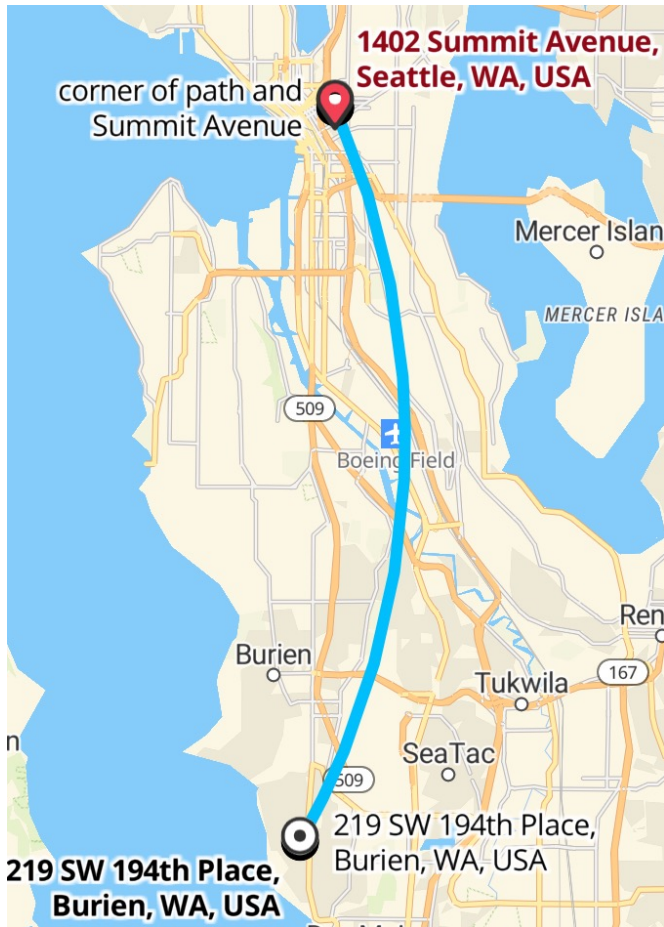 1402 Summit Avenue,
Seattle, WA, USA
corner of path and
Summit Avenue
Mercer Islan
MERCER ISLA
509
Boeing Field
Ren
Burien
167
Tukwila
n
SeaTac
509
219 SW 194th Place,
Burien, WA, USA
219 SW 194th Place,
Burien, WA, USA